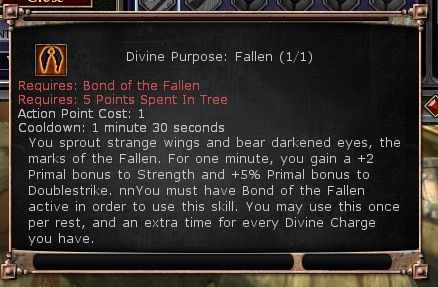 Close
Divine Purpose: Fallen (1/1)
Requires: Bond of the Fallen
Requires: 5 Points Spent In Tree
Action Point Cost: 1
Cooldown: 1 minute 30 seconds
You sprout strange wings and bear darkened eyes, the
marks of the Fallen. For one minute, you gain a +2
Primal bonus to Strength and +5% Primal bonus to
Doublestrike. nnYou must have Bond of the Fallen
active in order to use this skill. You may use this once
per rest, and an extra time for every Divine Charge
you have.